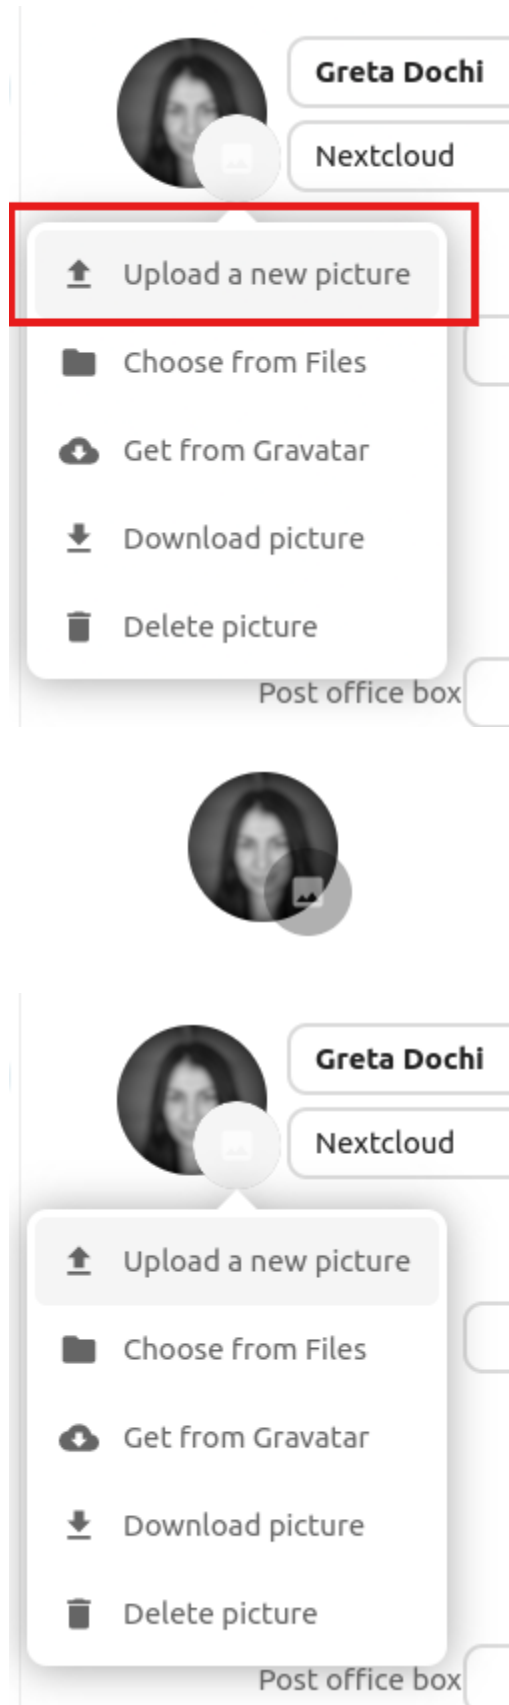 Greta Dochi
Nextcloud
Upload a new picture
Choose from Files
Get from Gravatar
Download picture
Delete picture
Post office box
Greta Dochi
Nextcloud
Upload a new picture
Choose from Files
Get from Gravatar
Download picture
Delete picture
Post office box